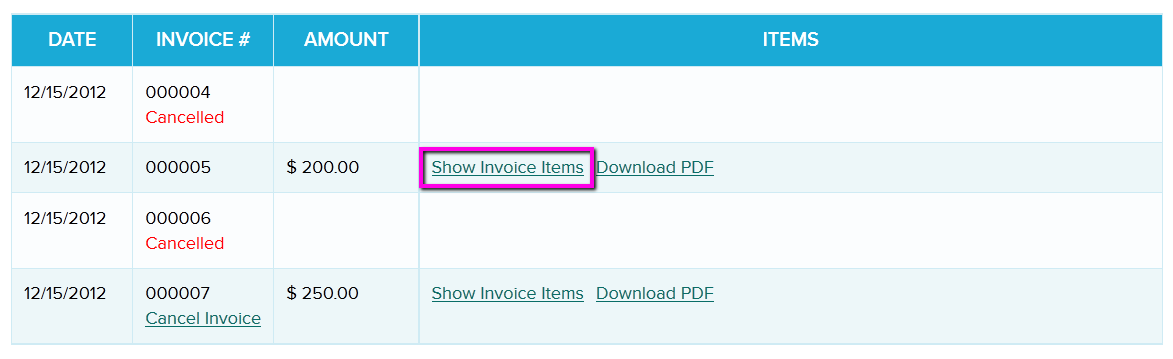 DATE INVOICE # AMOUNT ITEMS
12/15/2012 000004
Cancelled
12/15/2012 000005 $ 200.00 Show Invoice Items Download PDF
12/15/2012 000006
Cancelled
12/15/2012 000007 $ 250.00 Show Invoice Items Download PDF
Cancel Invoice